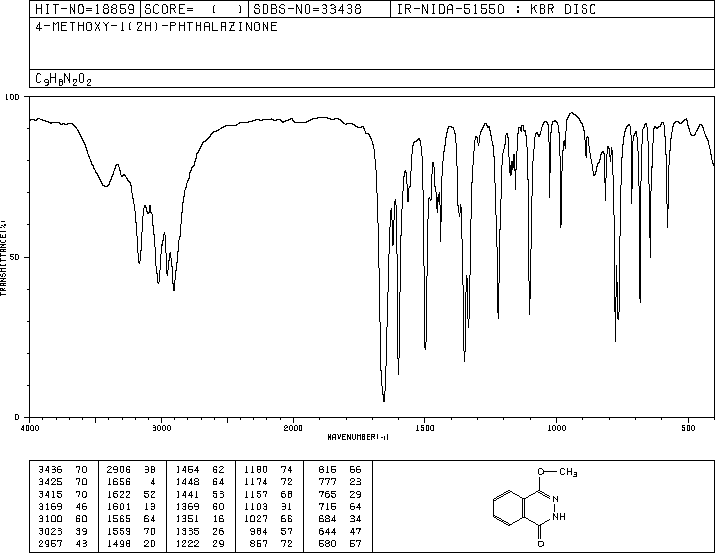 HIT-NO=18859 SCORE= ( ) SDBS-NO=33438 IR-NIDA-51550 : KBR DISC
4-METHOXY-1(2H)-PHTHALAZINONE
C9H8N2O2
100
TRANSMITTANCE(%)
50
0
4000 3000 2000 1500 1000 500
WAVENUMBER(-1)
3436 70 2906 38 1464 62 1180 74 816 66
3425 70 1656 4 1448 64 1174 72 777 23
3415 70 1622 52 1441 53 1157 68 765 29
3169 46 1601 13 1369 60 1103 31 715 64
3100 60 1565 64 1351 16 1027 66 684 34
3023 39 1559 70 1335 26 984 57 644 47
2957 43 1498 20 1222 29 867 72 580 57
O—CH3
N
NH
O